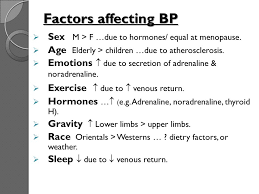 Factors affecting BP
Sex M > F …due to hormones/ equal at menopause.
Age Elderly > children …due to atherosclerosis.
Emotions ↑ due to secretion of adrenaline &
noradrenaline.
Exercise ↑ due to ↑ venous return.
Hormones …↑ (e.g. Adrenaline, noradrenaline, thyroid
H).
Gravity ↑ Lower limbs > upper limbs.
Race Orientals > Westerns … ? dietry factors, or
weather.
Sleep ↓ due to ↓ venous return.